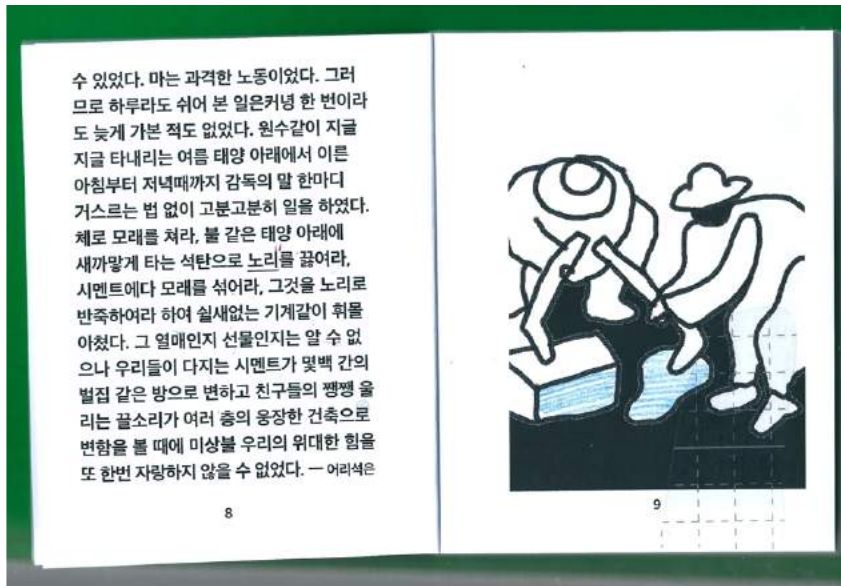 수 있었다. 마는 과격한 노동이었다. 그러
므로 하루라도 쉬어 본 일은커녕 한 번이라
도 늦게 가본 적도 없었다. 원수같이 지글
지글 타내리는 여름 태양 아래에서 이른
아침부터 저녁때까지 감독의 말 한마디
거스르는 법 없이 고분고분히 일을 하였다.
체로 모래를 쳐라, 불 같은 태양 아래에
새까맣게 타는 석탄으로 노리를 끓여라,
시멘트에다 모래를 섞어라, 그것을 노리로
반죽하여라 하여 쉴새없는 기계같이 휘몰
아쳤다. 그 열매인지 선물인지는 알 수 없
으나 우리들이 다지는 시멘트가 몇백 간의
벌집 같은 방으로 변하고 친구들의 쨍쨍 울
리는 끌소리가 여러 층의 웅장한 건축으로
변함을 볼 때에 미상불 우리의 위대한 힘을
또 한번 자랑하지 않을 수 없었다. — 어리석은
8
9